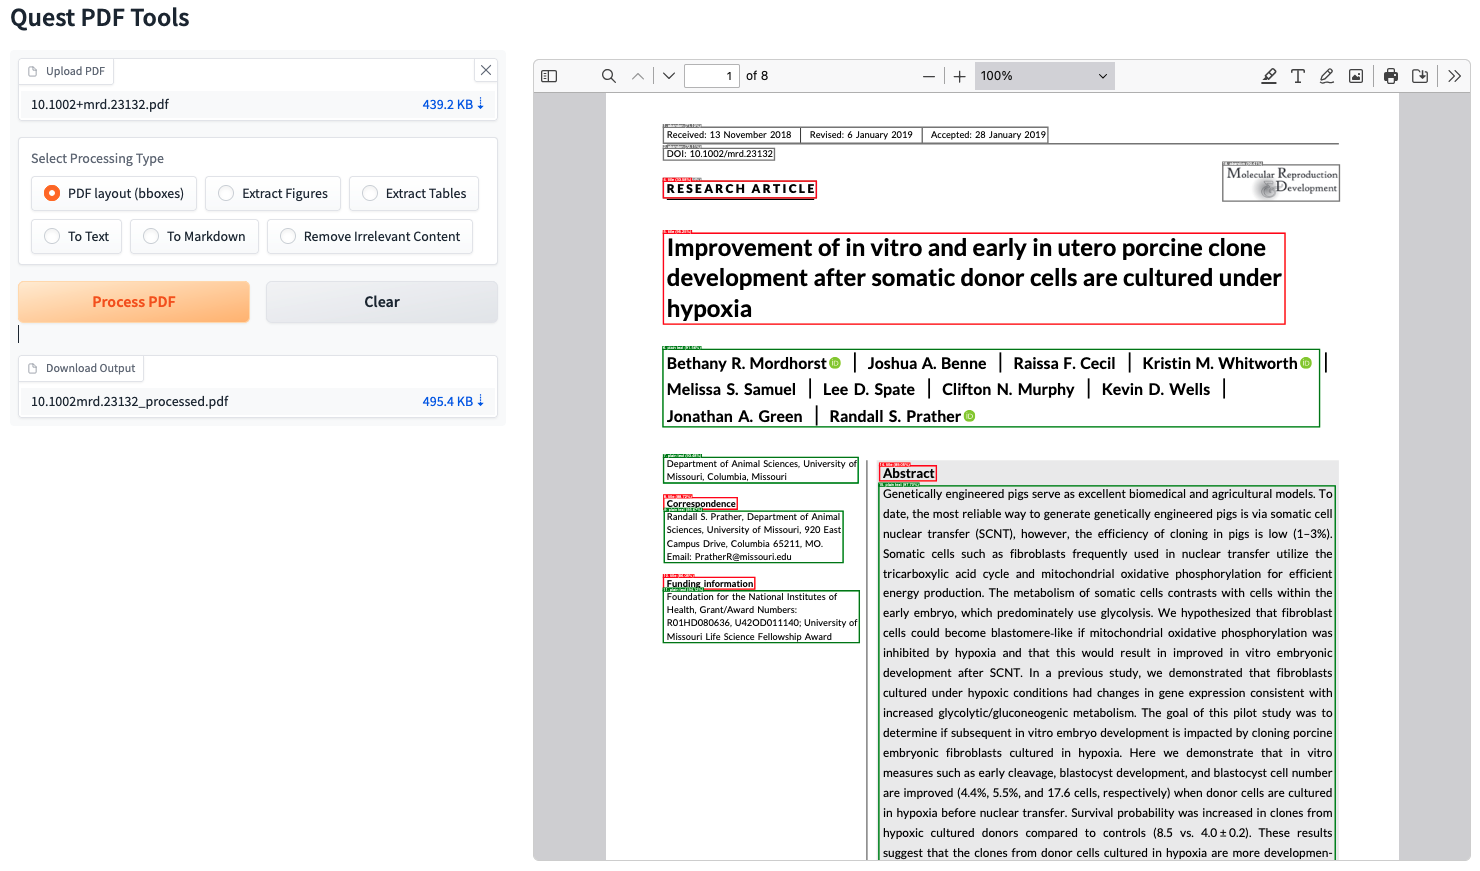 Quest PDF Tools
Upload PDF
10.1002+mrd.23132.pdf
439.2 KB ⇣
Select Processing Type
PDF layout (bboxes)
Extract Figures
Extract Tables
To Text
To Markdown
Remove Irrelevant Content
Process PDF
Clear
Download Output
10.1002mrd.23132_processed.pdf
495.4 KB ⇣
1 of 8
100%
Received: 13 November 2018 | Revised: 6 January 2019 | Accepted: 28 January 2019
DOI: 10.1002/mrd.23132
RESEARCH ARTICLE
Molecular Reproduction
Development
Improvement of in vitro and early in utero porcine clone
development after somatic donor cells are cultured under
hypoxia
Bethany R. Mordhorst iD | Joshua A. Benne | Raissa F. Cecil | Kristin M. Whitworth iD |
Melissa S. Samuel | Lee D. Spate | Clifton N. Murphy | Kevin D. Wells |
Jonathan A. Green | Randall S. Prather iD
Department of Animal Sciences, University of
Missouri, Columbia, Missouri
Correspondence
Randall S. Prather, Department of Animal
Sciences, University of Missouri, 920 East
Campus Drive, Columbia 65211, MO.
Email: PratherR@missouri.edu
Funding information
Foundation for the National Institutes of
Health, Grant/Award Numbers:
R01HD080636, U42OD011140; University of
Missouri Life Science Fellowship Award
Abstract
Genetically engineered pigs serve as excellent biomedical and agricultural models. To
date, the most reliable way to generate genetically engineered pigs is via somatic cell
nuclear transfer (SCNT), however, the efficiency of cloning in pigs is low (1–3%).
Somatic cells such as fibroblasts frequently used in nuclear transfer utilize the
tricarboxylic acid cycle and mitochondrial oxidative phosphorylation for efficient
energy production. The metabolism of somatic cells contrasts with cells within the
early embryo, which predominately use glycolysis. We hypothesized that fibroblast
cells could become blastomere-like if mitochondrial oxidative phosphorylation was
inhibited by hypoxia and that this would result in improved in vitro embryonic
development after SCNT. In a previous study, we demonstrated that fibroblasts
cultured under hypoxic conditions had changes in gene expression consistent with
increased glycolytic/gluconeogenic metabolism. The goal of this pilot study was to
determine if subsequent in vitro embryo development is impacted by cloning porcine
embryonic fibroblasts cultured in hypoxia. Here we demonstrate that in vitro
measures such as early cleavage, blastocyst development, and blastocyst cell number
are improved (4.4%, 5.5%, and 17.6 cells, respectively) when donor cells are cultured
in hypoxia before nuclear transfer. Survival probability was increased in clones from
hypoxic cultured donors compared to controls (8.5 vs. 4.0 ± 0.2). These results
suggest that the clones from donor cells cultured in hypoxia are more developmen-